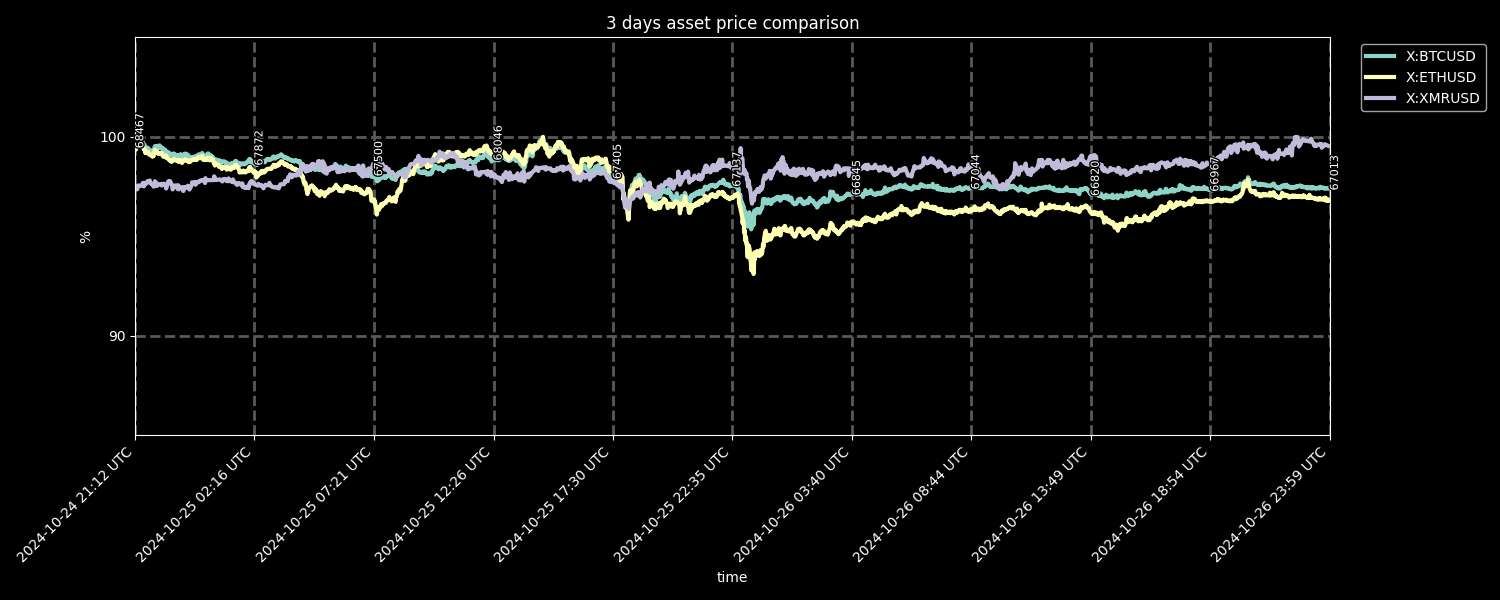 3 days asset price comparison
X:BTCUSD
X:ETHUSD
X:XMRUSD
100
90
%
68467
67872
67500
68046
67405
67137
66845
67044
66820
66967
67013
2024-10-24 21:12 UTC
2024-10-25 02:16 UTC
2024-10-25 07:21 UTC
2024-10-25 12:26 UTC
2024-10-25 17:30 UTC
2024-10-25 22:35 UTC
2024-10-26 03:40 UTC
2024-10-26 08:44 UTC
2024-10-26 13:49 UTC
2024-10-26 18:54 UTC
2024-10-26 23:59 UTC
time